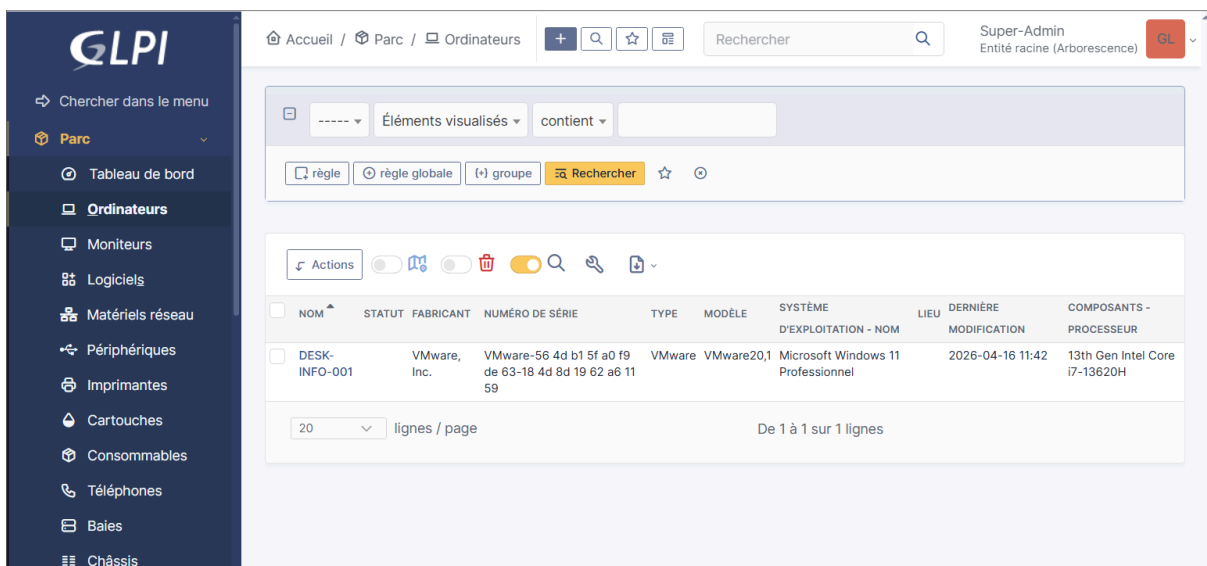 GLPI
Accueil / Parc / Ordinateurs
Rechercher
Super-Admin
Entité racine (Arborescence)
GL
Chercher dans le menu
Parc
Tableau de bord
Ordinateurs
Moniteurs
Logiciels
Matériels réseau
Périphériques
Imprimantes
Cartouches
Consommables
Téléphones
Baies
Châssis
----- Éléments visualisés contient
règle règle globale {+} groupe Rechercher
Actions
NOM STATUT FABRICANT NUMÉRO DE SÉRIE TYPE MODÈLE SYSTÈME D'EXPLOITATION - NOM LIEU DERNIÈRE MODIFICATION COMPOSANTS - PROCESSEUR
DESK-INFO-001 VMware, Inc. VMware-56 4d b1 5f a0 f9 de 63-18 4d 8d 19 62 a6 11 59 VMware VMware20,1 Microsoft Windows 11 Professionnel 2026-04-16 11:42 13th Gen Intel Core i7-13620H
20 lignes / page De 1 à 1 sur 1 lignes